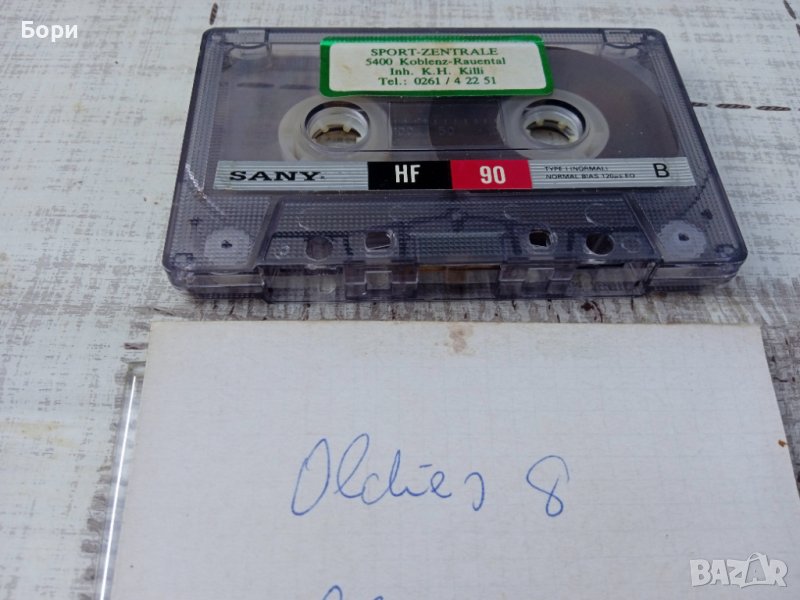 Бори
SPORT-ZENTRALE
5400 Koblenz-Rauental
Inh. K.H. Killi
Tel.: 0261 / 4 22 51
SANY HF 90 TYPE I (NORMAL) B
NORMAL BIAS 120µs EQ
Oldies 8
BAZAR